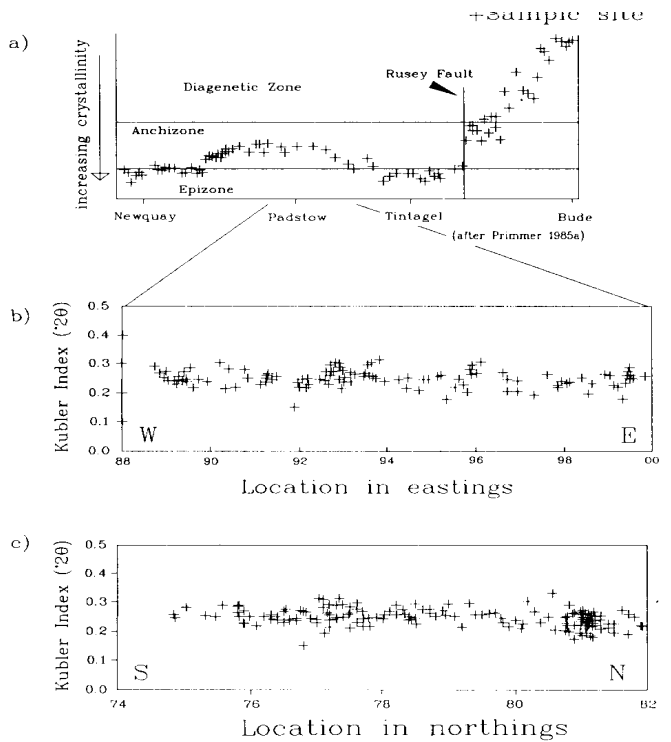 +Sample site
a)
Rusey Fault
Diagenetic Zone
Anchizone
increasing crystallinity
Epizone
Newquay Padstow Tintagel Bude
(after Primmer 1985a)
b)
0.5
0.4
0.3
0.2
0.1
0.0
Kubler Index (°2θ)
W E
88 90 92 94 96 98 00
Location in eastings
c)
0.5
0.4
0.3
0.2
0.1
0.0
Kubler Index (°2θ)
S N
74 76 78 80 82
Location in northings